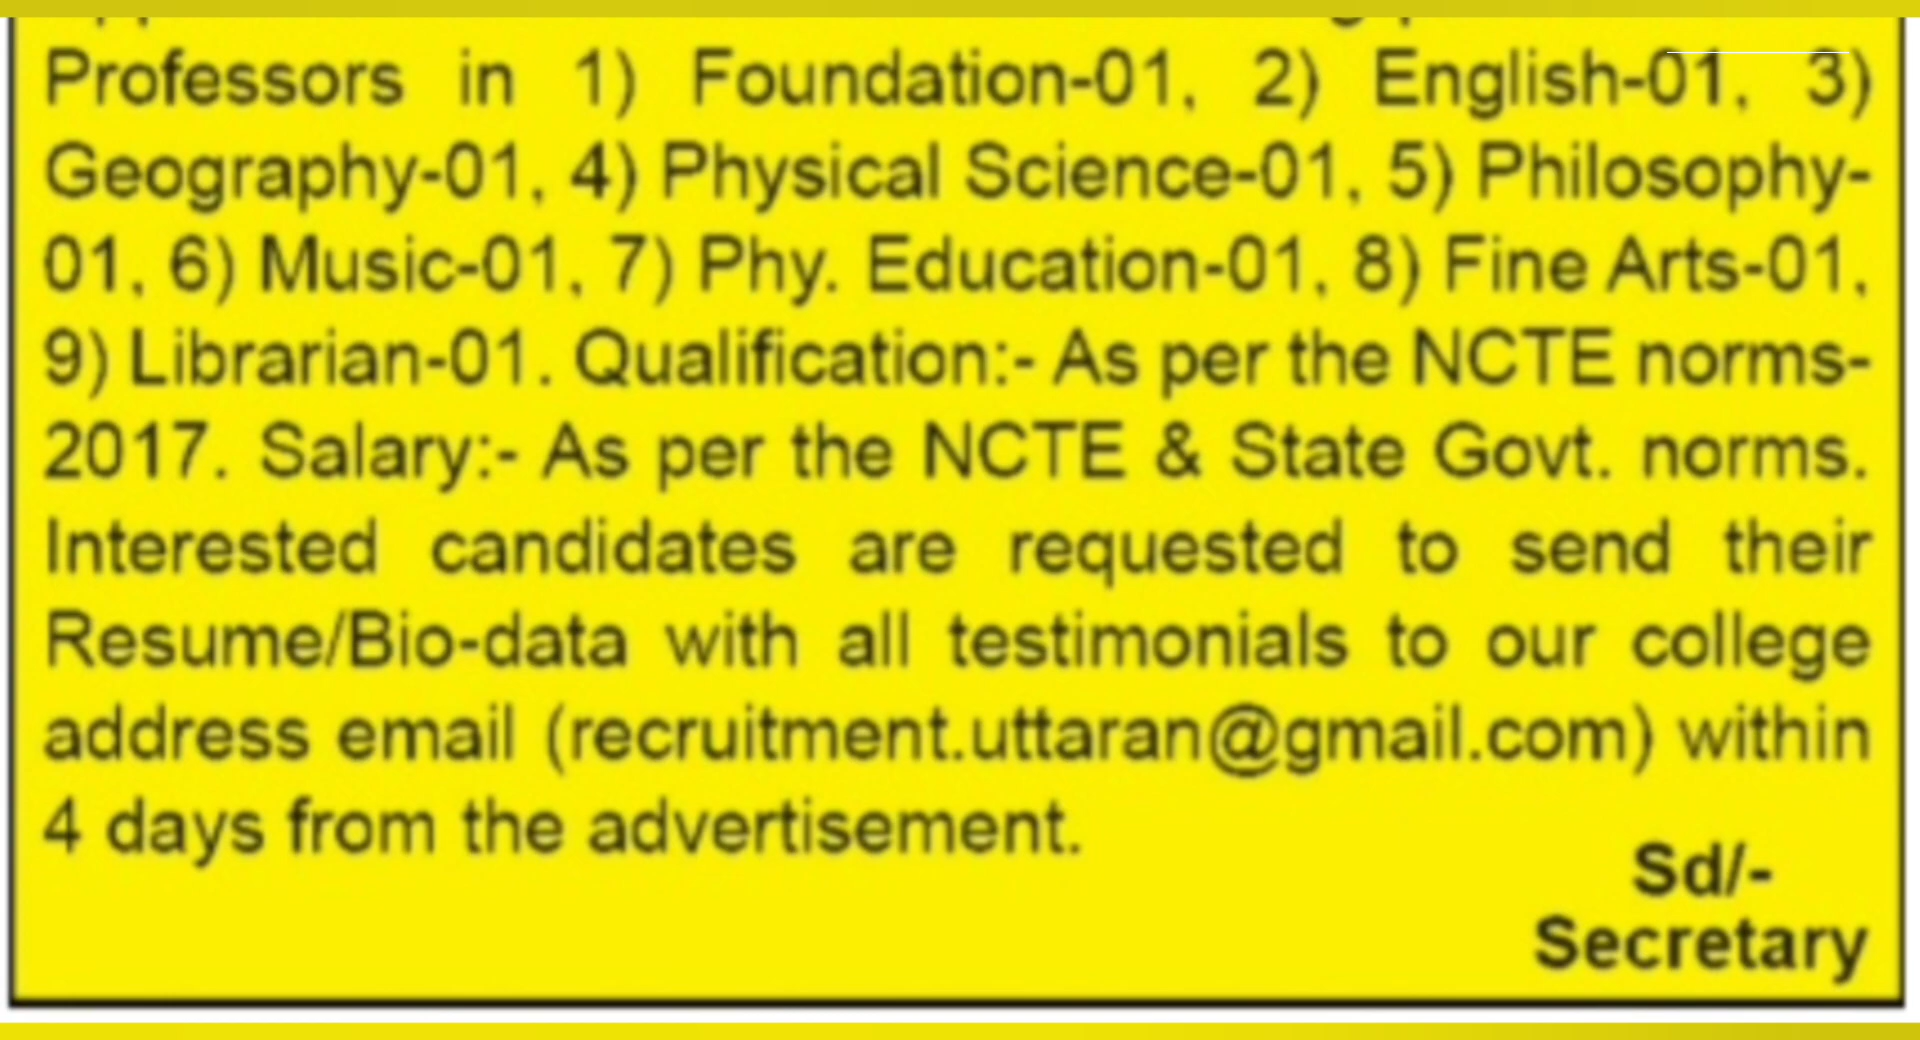 Professors in 1) Foundation-01, 2) English-01, 3)
Geography-01, 4) Physical Science-01, 5) Philosophy-
01, 6) Music-01, 7) Phy. Education-01, 8) Fine Arts-01,
9) Librarian-01. Qualification:- As per the NCTE norms-
2017. Salary:- As per the NCTE & State Govt. norms.
Interested candidates are requested to send their
Resume/Bio-data with all testimonials to our college
address email (recruitment.uttaran@gmail.com) within
4 days from the advertisement.
Sd/-
Secretary